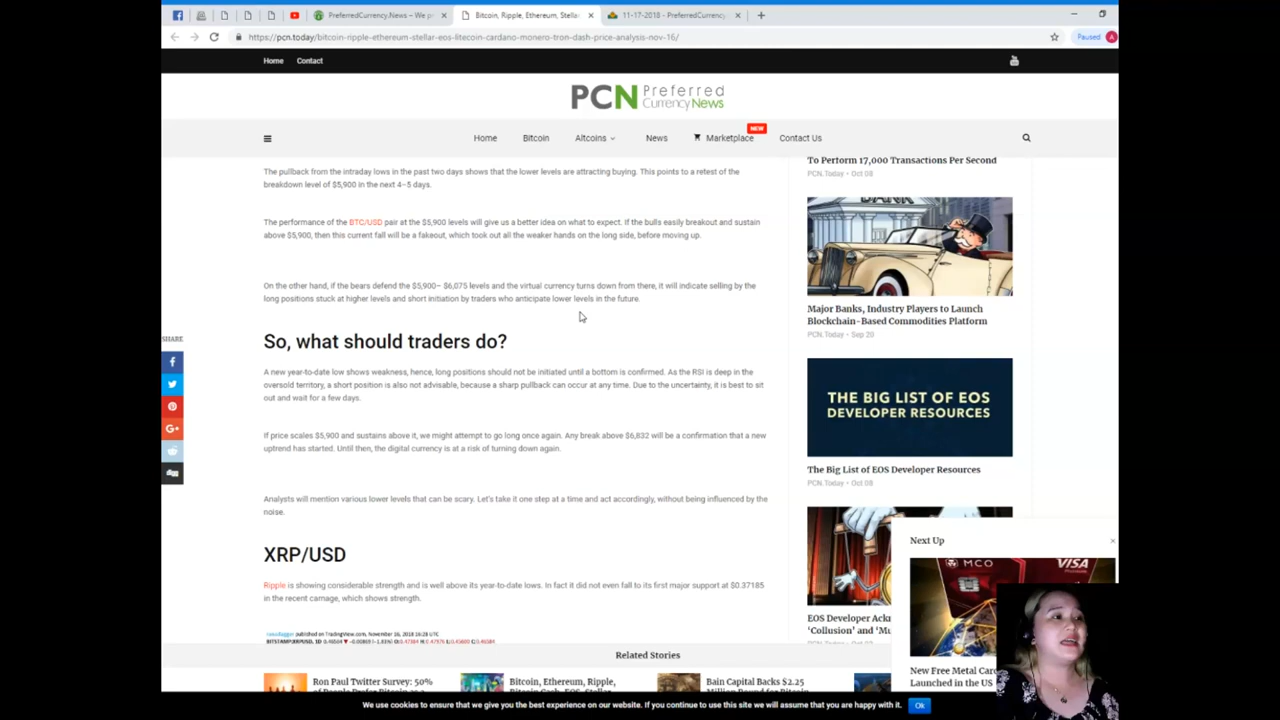 PreferredCurrency.News – We p
Bitcoin, Ripple, Ethereum, Stella
11-17-2018 - PreferredCurrency
https://pcn.today/bitcoin-ripple-ethereum-stellar-eos-litecoin-cardano-monero-tron-dash-price-analysis-nov-16/
Paused
A
Home
Contact
PCN Preferred
Currency News
NEW
Home
Bitcoin
Altcoins
News
Marketplace
Contact Us
The pullback from the intraday lows in the past two days shows that the lower levels are attracting buying. This points to a retest of the
breakdown level of $5,900 in the next 4–5 days.
The performance of the BTC/USD pair at the $5,900 levels will give us a better idea on what to expect. If the bulls easily breakout and sustain
above $5,900, then this current fall will be a fakeout, which took out all the weaker hands on the long side, before moving up.
On the other hand, if the bears defend the $5,900– $6,075 levels and the virtual currency turns down from there, it will indicate selling by the
long positions stuck at higher levels and short initiation by traders who anticipate lower levels in the future.
SHARE
So, what should traders do?
A new year-to-date low shows weakness, hence, long positions should not be initiated until a bottom is confirmed. As the RSI is deep in the
oversold territory, a short position is also not advisable, because a sharp pullback can occur at any time. Due to the uncertainty, it is best to sit
out and wait for a few days.
If price scales $5,900 and sustains above it, we might attempt to go long once again. Any break above $6,832 will be a confirmation that a new
uptrend has started. Until then, the digital currency is at a risk of turning down again.
Analysts will mention various lower levels that can be scary. Let's take it one step at a time and act accordingly, without being influenced by the
noise.
XRP/USD
Ripple is showing considerable strength and is well above its year-to-date lows. In fact it did not even fall to its first major support at $0.37185
in the recent carnage, which shows strength.
published on TradingView.com, November 16, 2018
To Perform 17,000 Transactions Per Second
PCN.Today • Oct 08
BANK
Major Banks, Industry Players to Launch
Blockchain-Based Commodities Platform
PCN.Today • Sep 20
THE BIG LIST OF EOS
DEVELOPER RESOURCES
The Big List of EOS Developer Resources
PCN.Today • Oct 08
EOS Developer Ack
'Collusion' and 'Mu
Next Up
MCO
VISA
New Free Metal Car
Launched in the US
Related Stories
Ron Paul Twitter Survey: 50%
Bitcoin, Ethereum, Ripple,
Bain Capital Backs $2.25
We use cookies to ensure that we give you the best experience on our website. If you continue to use this site we will assume that you are happy with it.
Ok